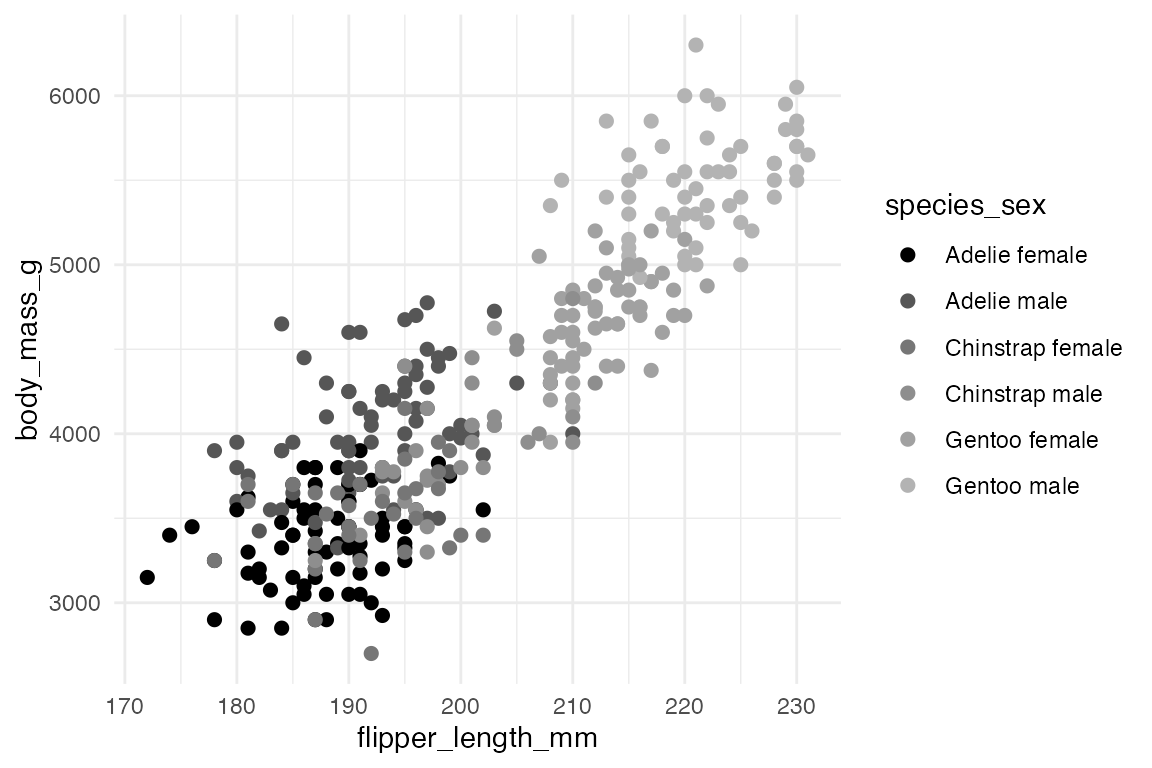 body_mass_g
6000
5000
4000
3000
170 180 190 200 210 220 230
flipper_length_mm
species_sex
Adelie female
Adelie male
Chinstrap female
Chinstrap male
Gentoo female
Gentoo male